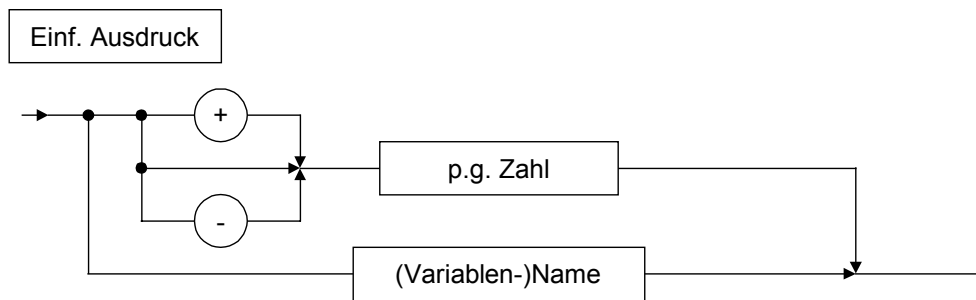 Einf. Ausdruck
+
p.g. Zahl
-
(Variablen-)Name